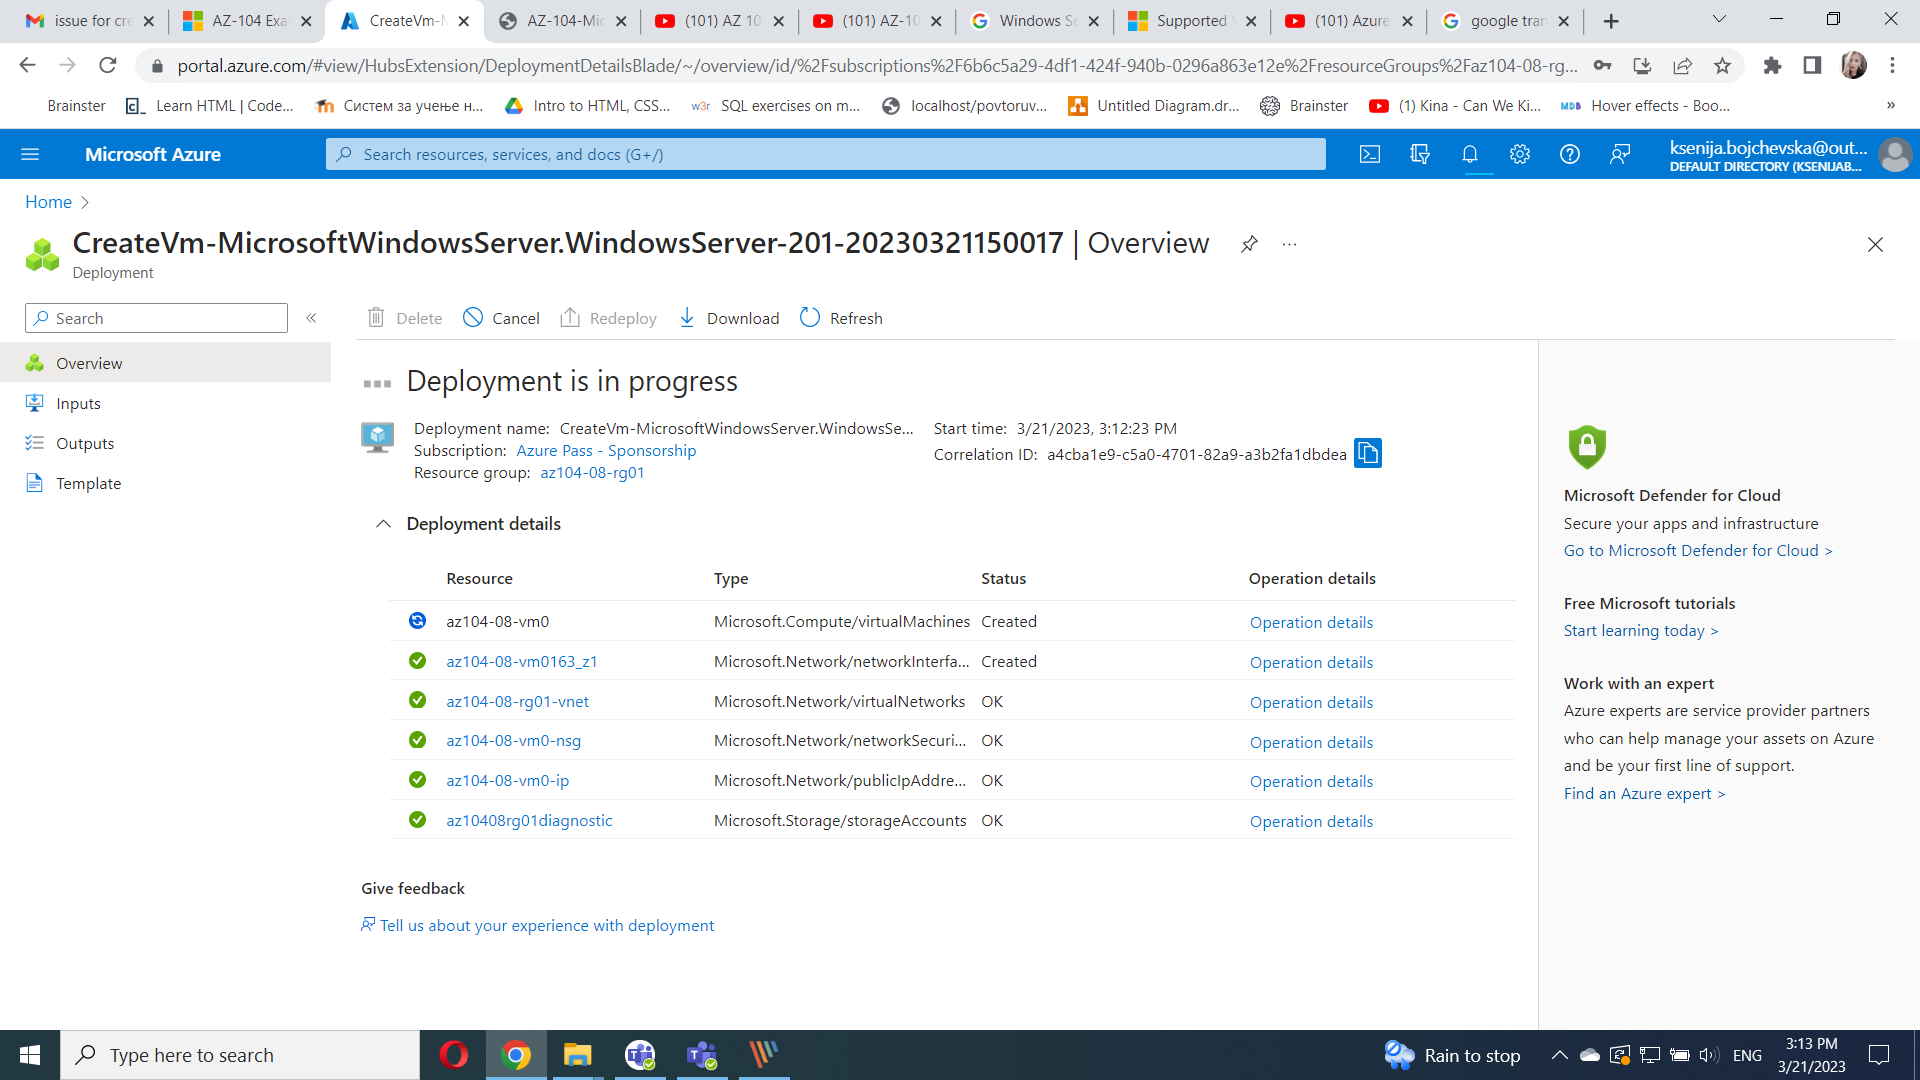 issue for cre
AZ-104 Exa
CreateVm-M
AZ-104-Mic
(101) AZ 10
(101) AZ-10
Windows Se
Supported
(101) Azure
google tran
portal.azure.com/#view/HubsExtension/DeploymentDetailsBlade/~/overview/id/%2Fsubscriptions%2F6b6c5a29-4df1-424f-940b-0296a863e12e%2FresourceGroups%2Faz104-08-rg...
Brainster
Learn HTML | Code...
Систем за учење н...
Intro to HTML, CSS...
SQL exercises on m...
localhost/povtoruv...
Untitled Diagram.dr...
Brainster
(1) Kina - Can We Ki...
Hover effects - Boo...
»
Microsoft Azure
Search resources, services, and docs (G+/)
ksenija.bojchevska@out...
DEFAULT DIRECTORY (KSENIJAB...
Home >
CreateVm-MicrosoftWindowsServer.WindowsServer-201-20230321150017 | Overview
Deployment
Search
«
Delete
Cancel
Redeploy
Download
Refresh
Overview
Inputs
Outputs
Template
Deployment is in progress
Deployment name: CreateVm-MicrosoftWindowsServer.WindowsSe...
Subscription: Azure Pass - Sponsorship
Resource group: az104-08-rg01
Start time: 3/21/2023, 3:12:23 PM
Correlation ID: a4cba1e9-c5a0-4701-82a9-a3b2fa1dbdea
Deployment details
Resource Type Status Operation details
az104-08-vm0 Microsoft.Compute/virtualMachines Created Operation details
az104-08-vm0163_z1 Microsoft.Network/networkInterfa... Created Operation details
az104-08-rg01-vnet Microsoft.Network/virtualNetworks OK Operation details
az104-08-vm0-nsg Microsoft.Network/networkSecuri... OK Operation details
az104-08-vm0-ip Microsoft.Network/publicIpAddre... OK Operation details
az10408rg01diagnostic Microsoft.Storage/storageAccounts OK Operation details
Give feedback
Tell us about your experience with deployment
Microsoft Defender for Cloud
Secure your apps and infrastructure
Go to Microsoft Defender for Cloud >
Free Microsoft tutorials
Start learning today >
Work with an expert
Azure experts are service provider partners
who can help manage your assets on Azure
and be your first line of support.
Find an Azure expert >
Type here to search
Rain to stop
ENG
3:13 PM
3/21/2023